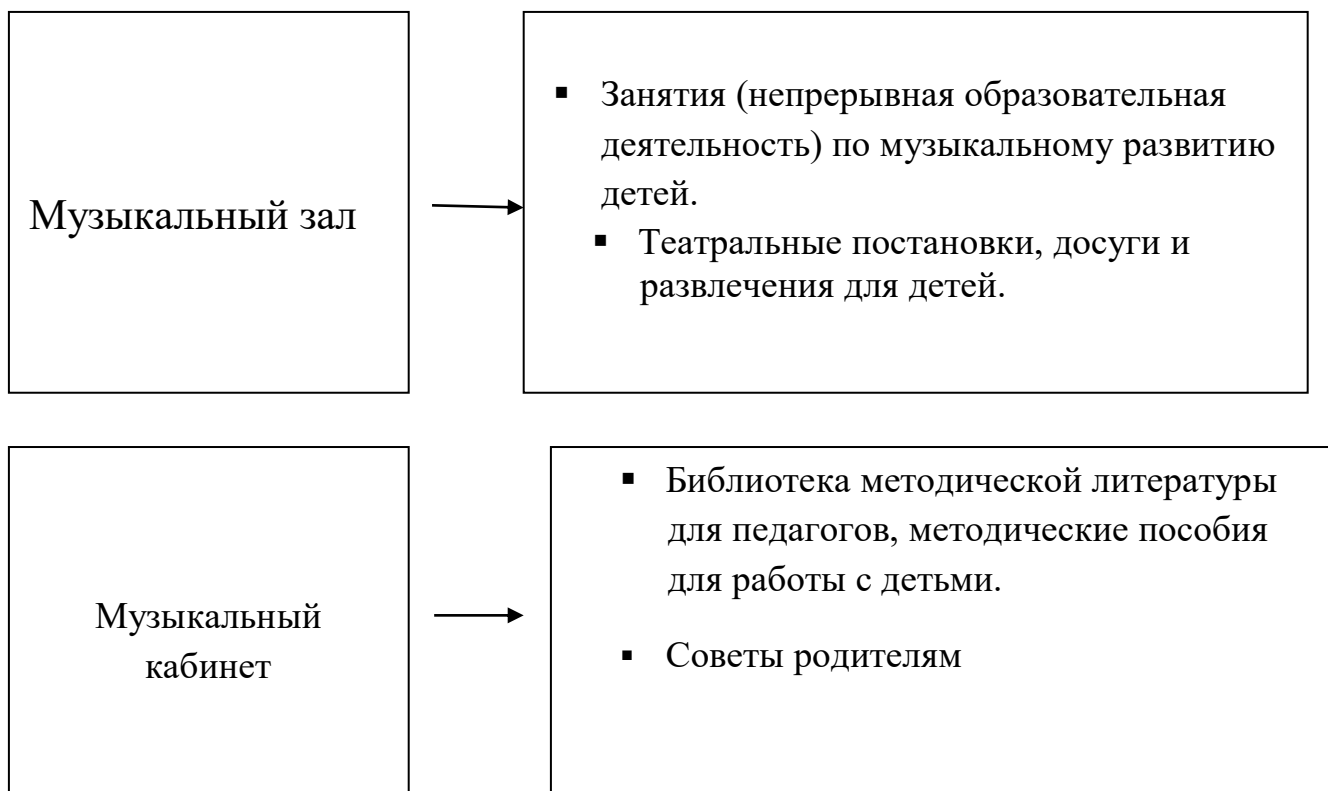 Музыкальный зал
▪ Занятия (непрерывная образовательная
деятельность) по музыкальному развитию
детей.
▪ Театральные постановки, досуги и
развлечения для детей.
Музыкальный
кабинет
▪ Библиотека методической литературы
для педагогов, методические пособия
для работы с детьми.
▪ Советы родителям